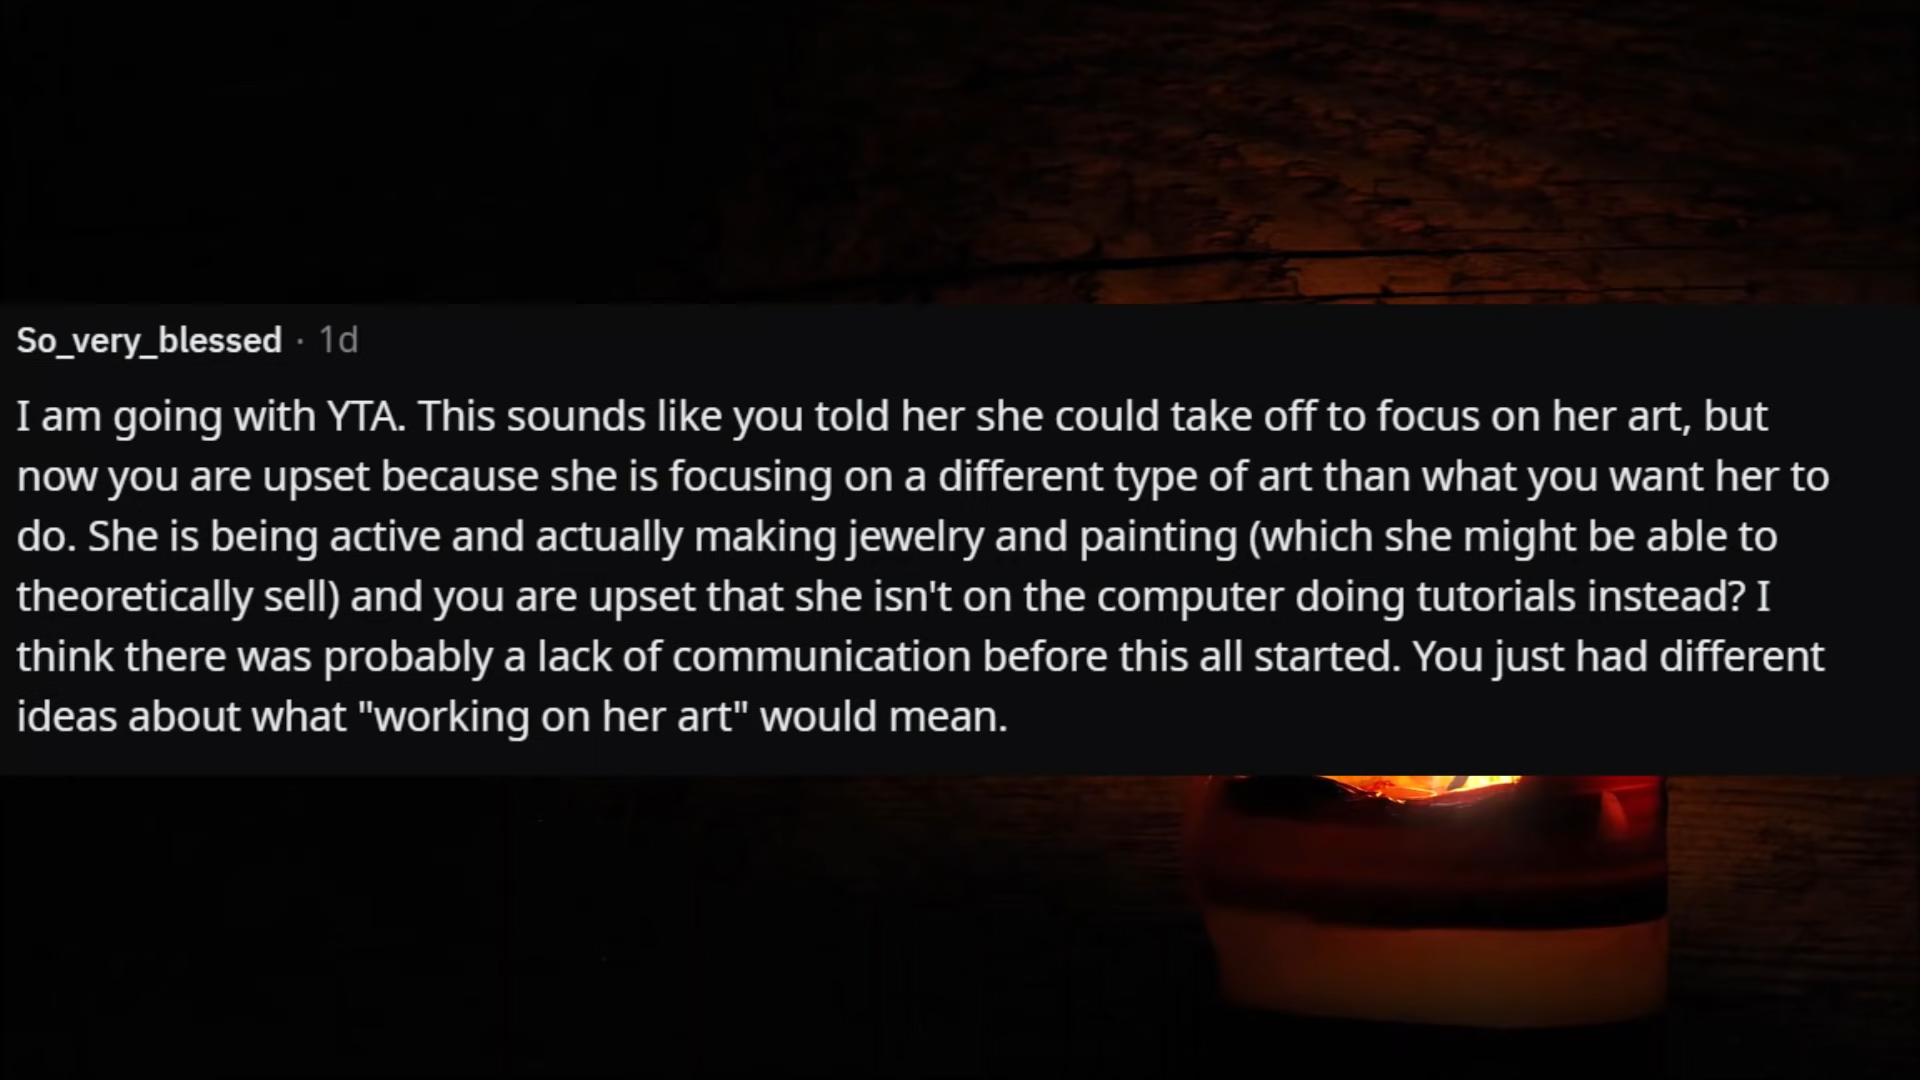 So_very_blessed · 1d
I am going with YTA. This sounds like you told her she could take off to focus on her art, but
now you are upset because she is focusing on a different type of art than what you want her to
do. She is being active and actually making jewelry and painting (which she might be able to
theoretically sell) and you are upset that she isn't on the computer doing tutorials instead? I
think there was probably a lack of communication before this all started. You just had different
ideas about what "working on her art" would mean.